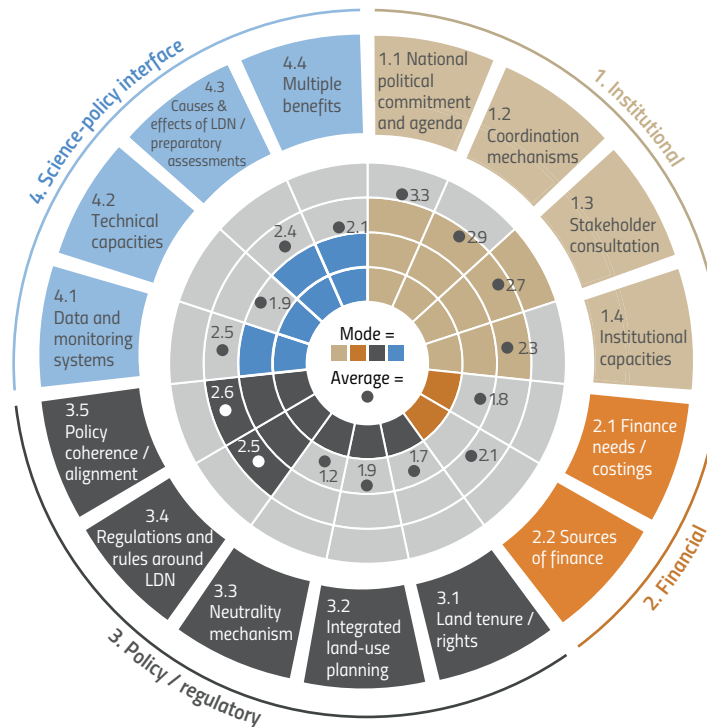 1. Institutional
1.1 National
political
commitment
and agenda
1.2
Coordination
mechanisms
1.3
Stakeholder
consultation
1.4
Institutional
capacities
2. Financial
2.1 Finance
needs /
costings
2.2 Sources
of finance
3. Policy / regulatory
3.1
Land tenure /
rights
3.2
Integrated
land-use
planning
3.3
Neutrality
mechanism
3.4
Regulations and
rules around
LDN
3.5
Policy
coherence /
alignment
4. Science-policy interface
4.1
Data and
monitoring
systems
4.2
Technical
capacities
4.3
Causes &
effects of LDN /
preparatory
assessments
4.4
Multiple
benefits
3.3
2.9
2.7
2.3
1.8
2.1
1.7
1.9
1.2
2.5
2.6
2.5
1.9
2.4
2.1
Mode =
Average =